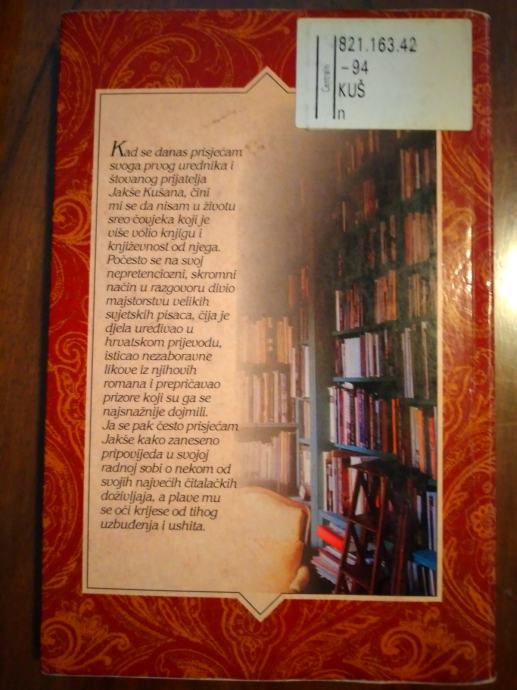 821.163.42
-94
KUŠ
n
Kad se danas prisjećam
svoga prvog urednika i
štovanog prijatelja
Jakše Kušana, čini
mi se da nisam u životu
sreo čovjeka koji je
više volio knjigu i
književnost od njega.
Počesto se na svoj
nepretenciozni, skromni
način u razgovoru divio
majstorstvu velikih
svjetskih pisaca, čija je
djela uređivao u
hrvatskom prijevodu,
isticao nezaboravne
likove iz njihovih
romana i prepričavao
prizore koji su ga se
najsnažnije dojmili.
Ja se pak često prisjećam
Jakše kako zaneseno
pripovijeda u svojoj
radnoj sobi o nekom od
svojih najvećih čitalačkih
doživljaja, a plave mu
se oči krijese od tihog
uzbuđenja i ushita.